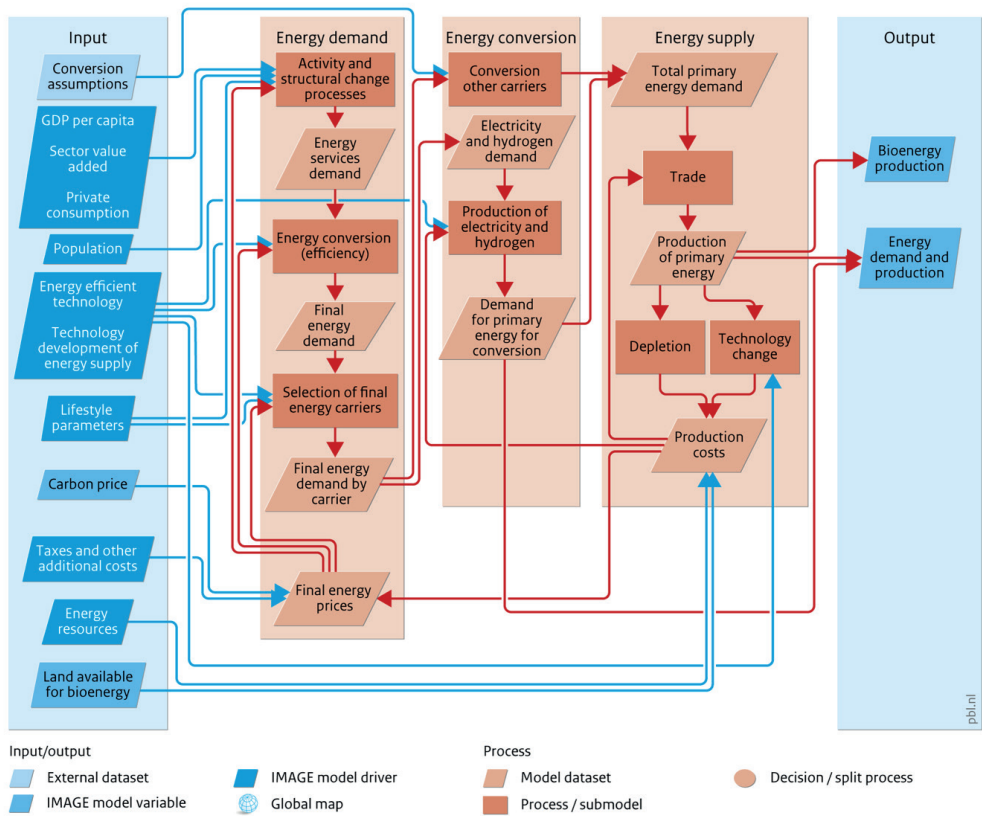 Input
Conversion
assumptions
GDP per capita
Sector value
added
Private
consumption
Population
Energy efficient
technology
Technology
development of
energy supply
Lifestyle
parameters
Carbon price
Taxes and other
additional costs
Energy
resources
Land available
for bioenergy
Energy demand
Activity and
structural change
processes
Energy
services
demand
Energy conversion
(efficiency)
Final
energy
demand
Selection of final
energy carriers
Final energy
demand by
carrier
Final energy
prices
Energy conversion
Conversion
other carriers
Electricity
and hydrogen
demand
Production of
electricity and
hydrogen
Demand
for primary
energy for
conversion
Energy supply
Total primary
energy demand
Trade
Production
of primary
energy
Depletion
Technology
change
Production
costs
Output
Bioenergy
production
Energy
demand and
production
pbl.nl
Input/output
External dataset
IMAGE model variable
IMAGE model driver
Global map
Process
Model dataset
Process / submodel
Decision / split process